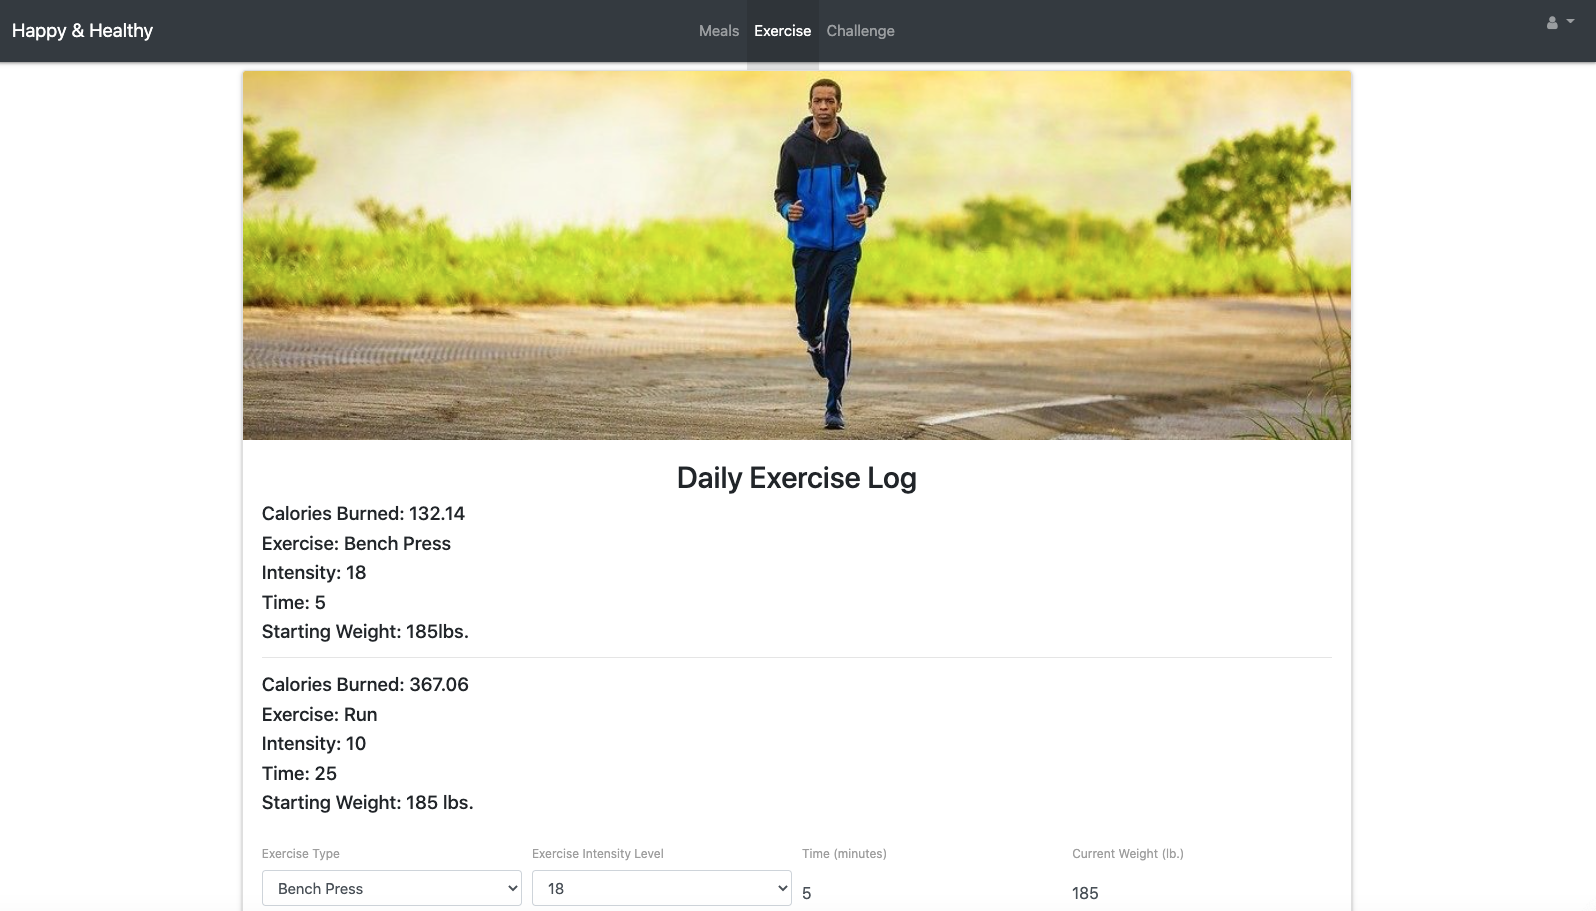 Happy & Healthy
Meals Exercise Challenge
Daily Exercise Log
Calories Burned: 132.14
Exercise: Bench Press
Intensity: 18
Time: 5
Starting Weight: 185lbs.
Calories Burned: 367.06
Exercise: Run
Intensity: 10
Time: 25
Starting Weight: 185 lbs.
Exercise Type Exercise Intensity Level Time (minutes) Current Weight (lb.)
Bench Press 18 5 185